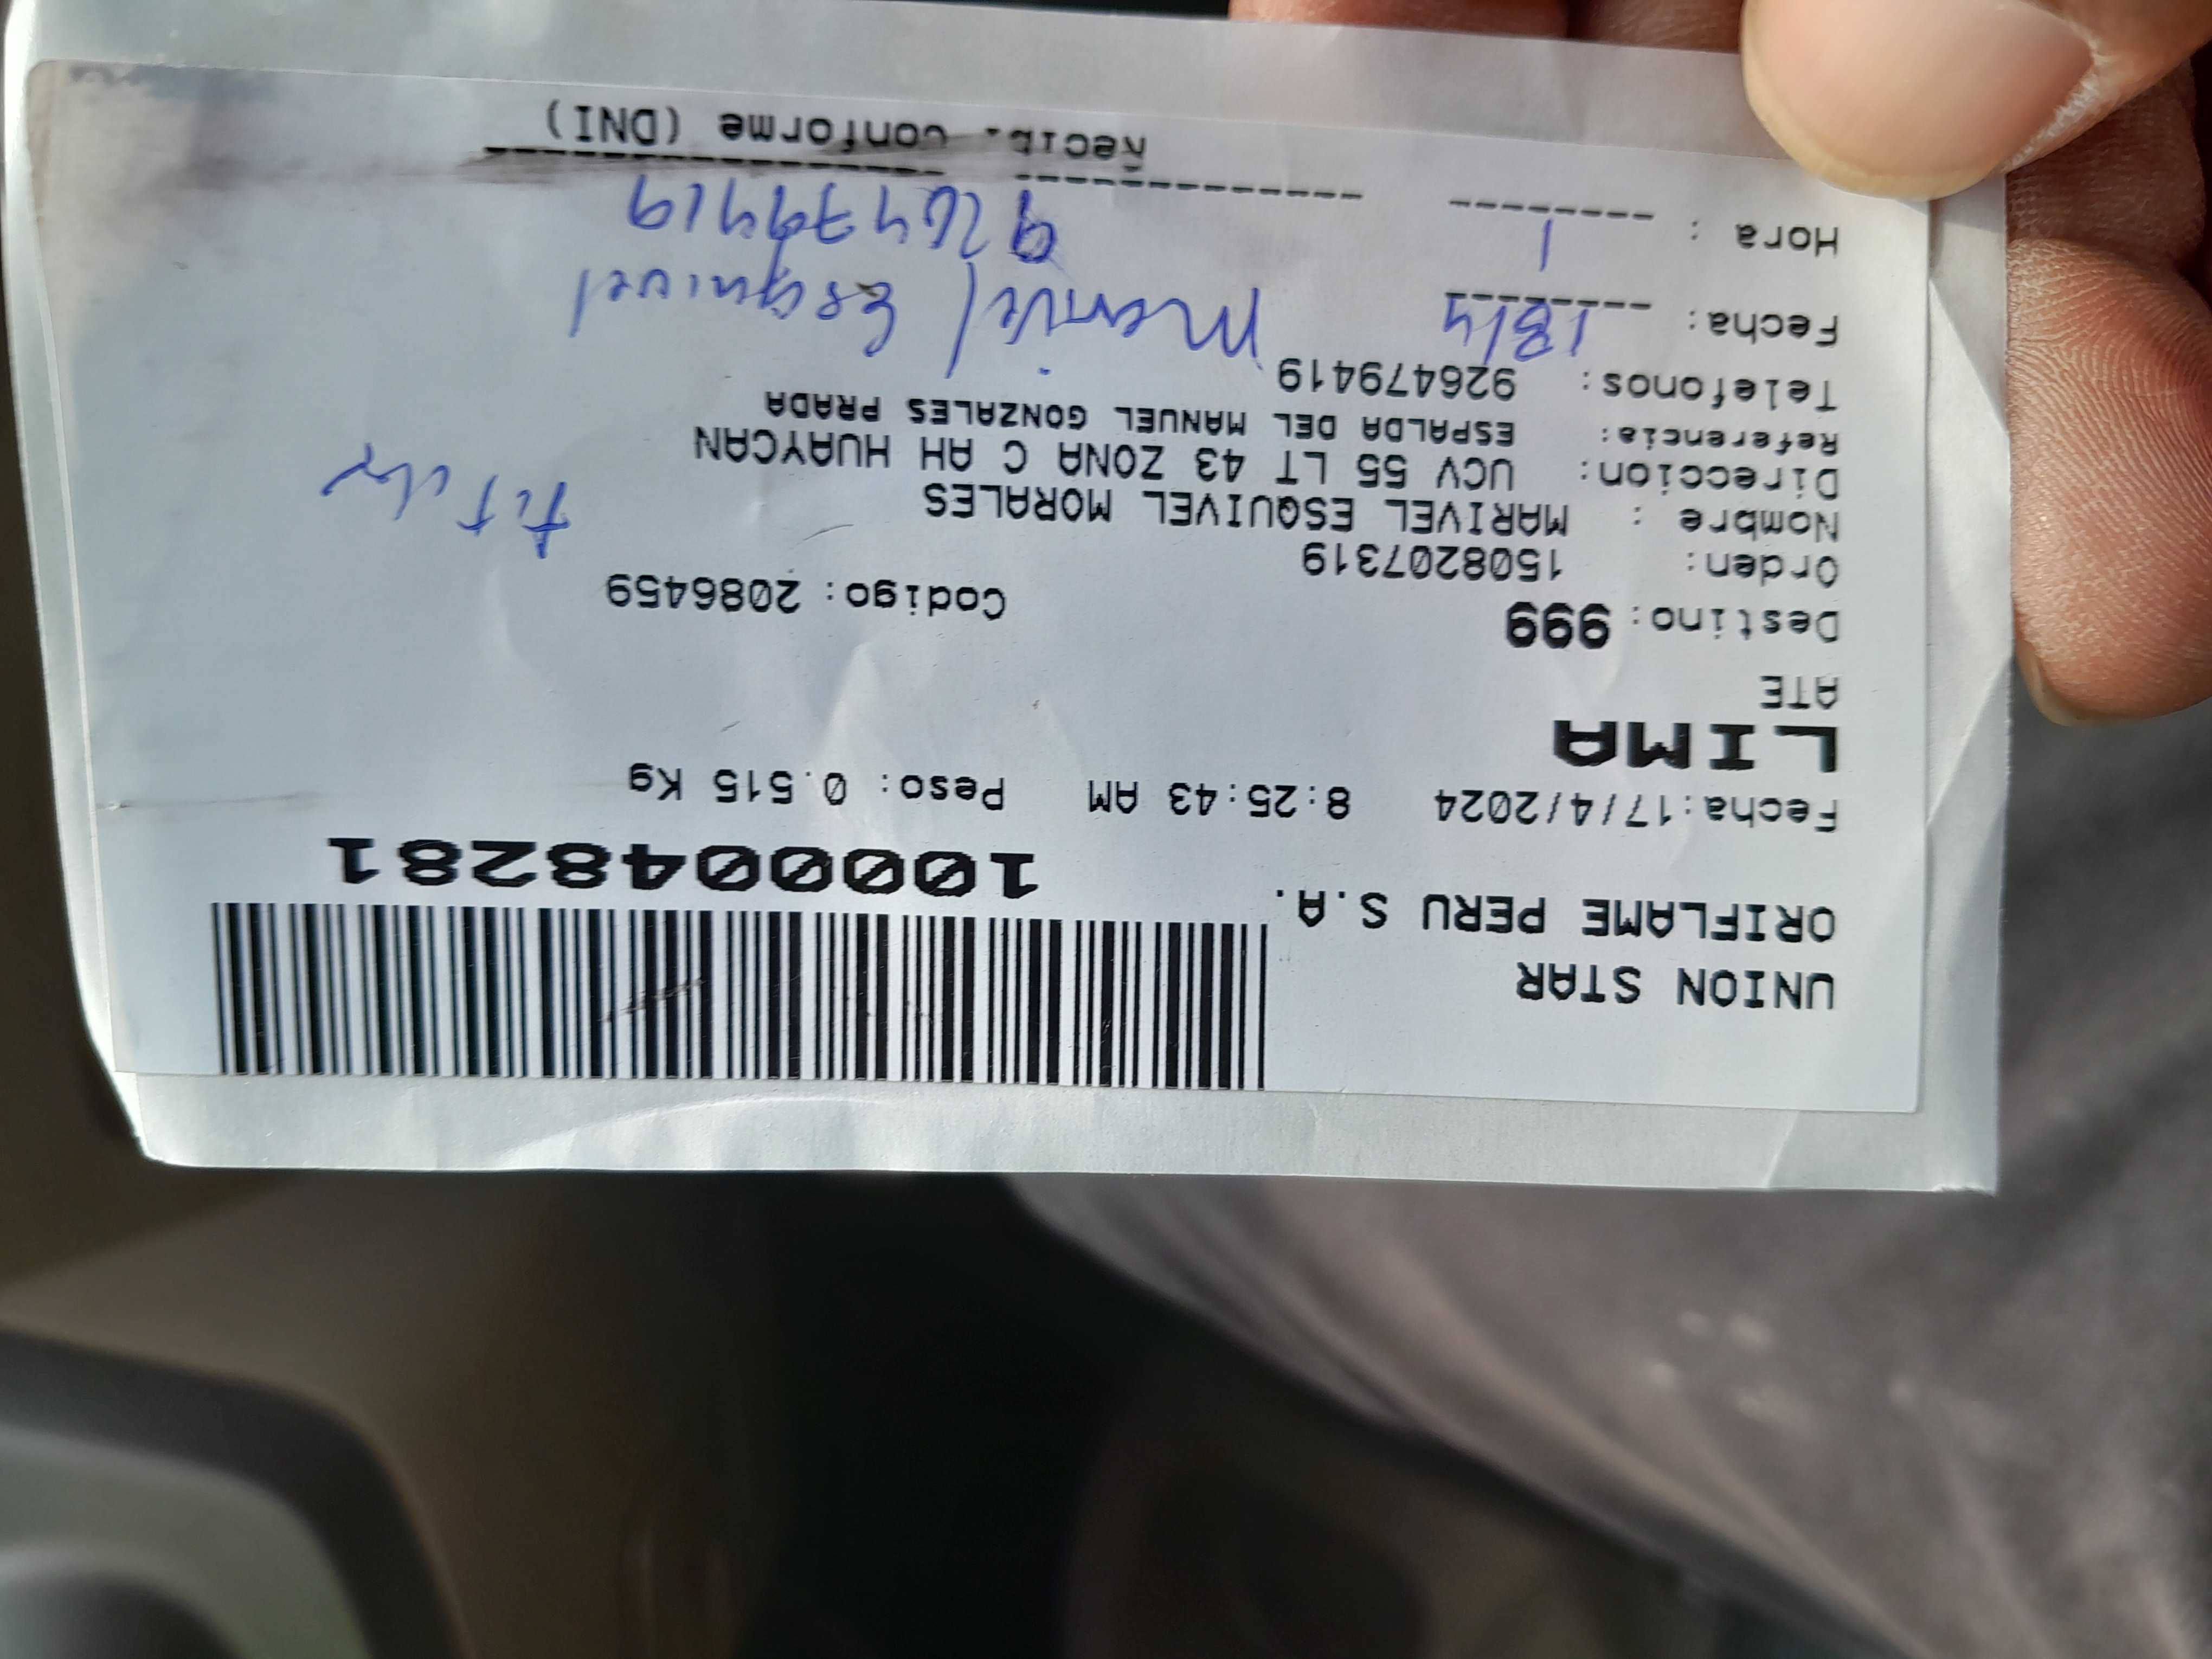 UNION STAR
ORIFLAME PERU S.A.
1000048281
Fecha:17/4/2024 8:25:43 AM Peso: 0.515 Kg
LIMA
ATE
Destino: 999 Codigo: 2086459
Orden: 1508207319
Nombre : MARIVEL ESQUIVEL MORALES
Titular
Direccion: UCV 55 LT 43 ZONA C AH HUAYCAN
Referencia: ESPALDA DEL MANUEL GONZALES PRADA
Telefonos: 926479419
Fecha: 18/4 Marivel Esquivel
Hora : 1 926479419
Recib. Conforme (DNI)